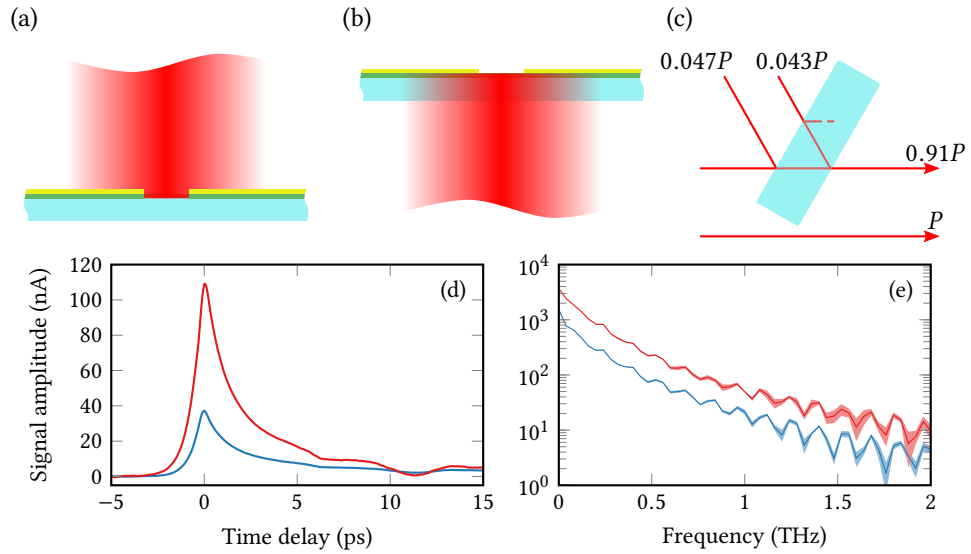 (a)
(b)
(c)
0.047P 0.043P
0.91P
P
120
100
80
60
40
20
0
Signal amplitude (nA)
(d)
−5 0 5 10 15
Time delay (ps)
10^4
10^3
10^2
10^1
10^0
(e)
0 0.5 1 1.5 2
Frequency (THz)